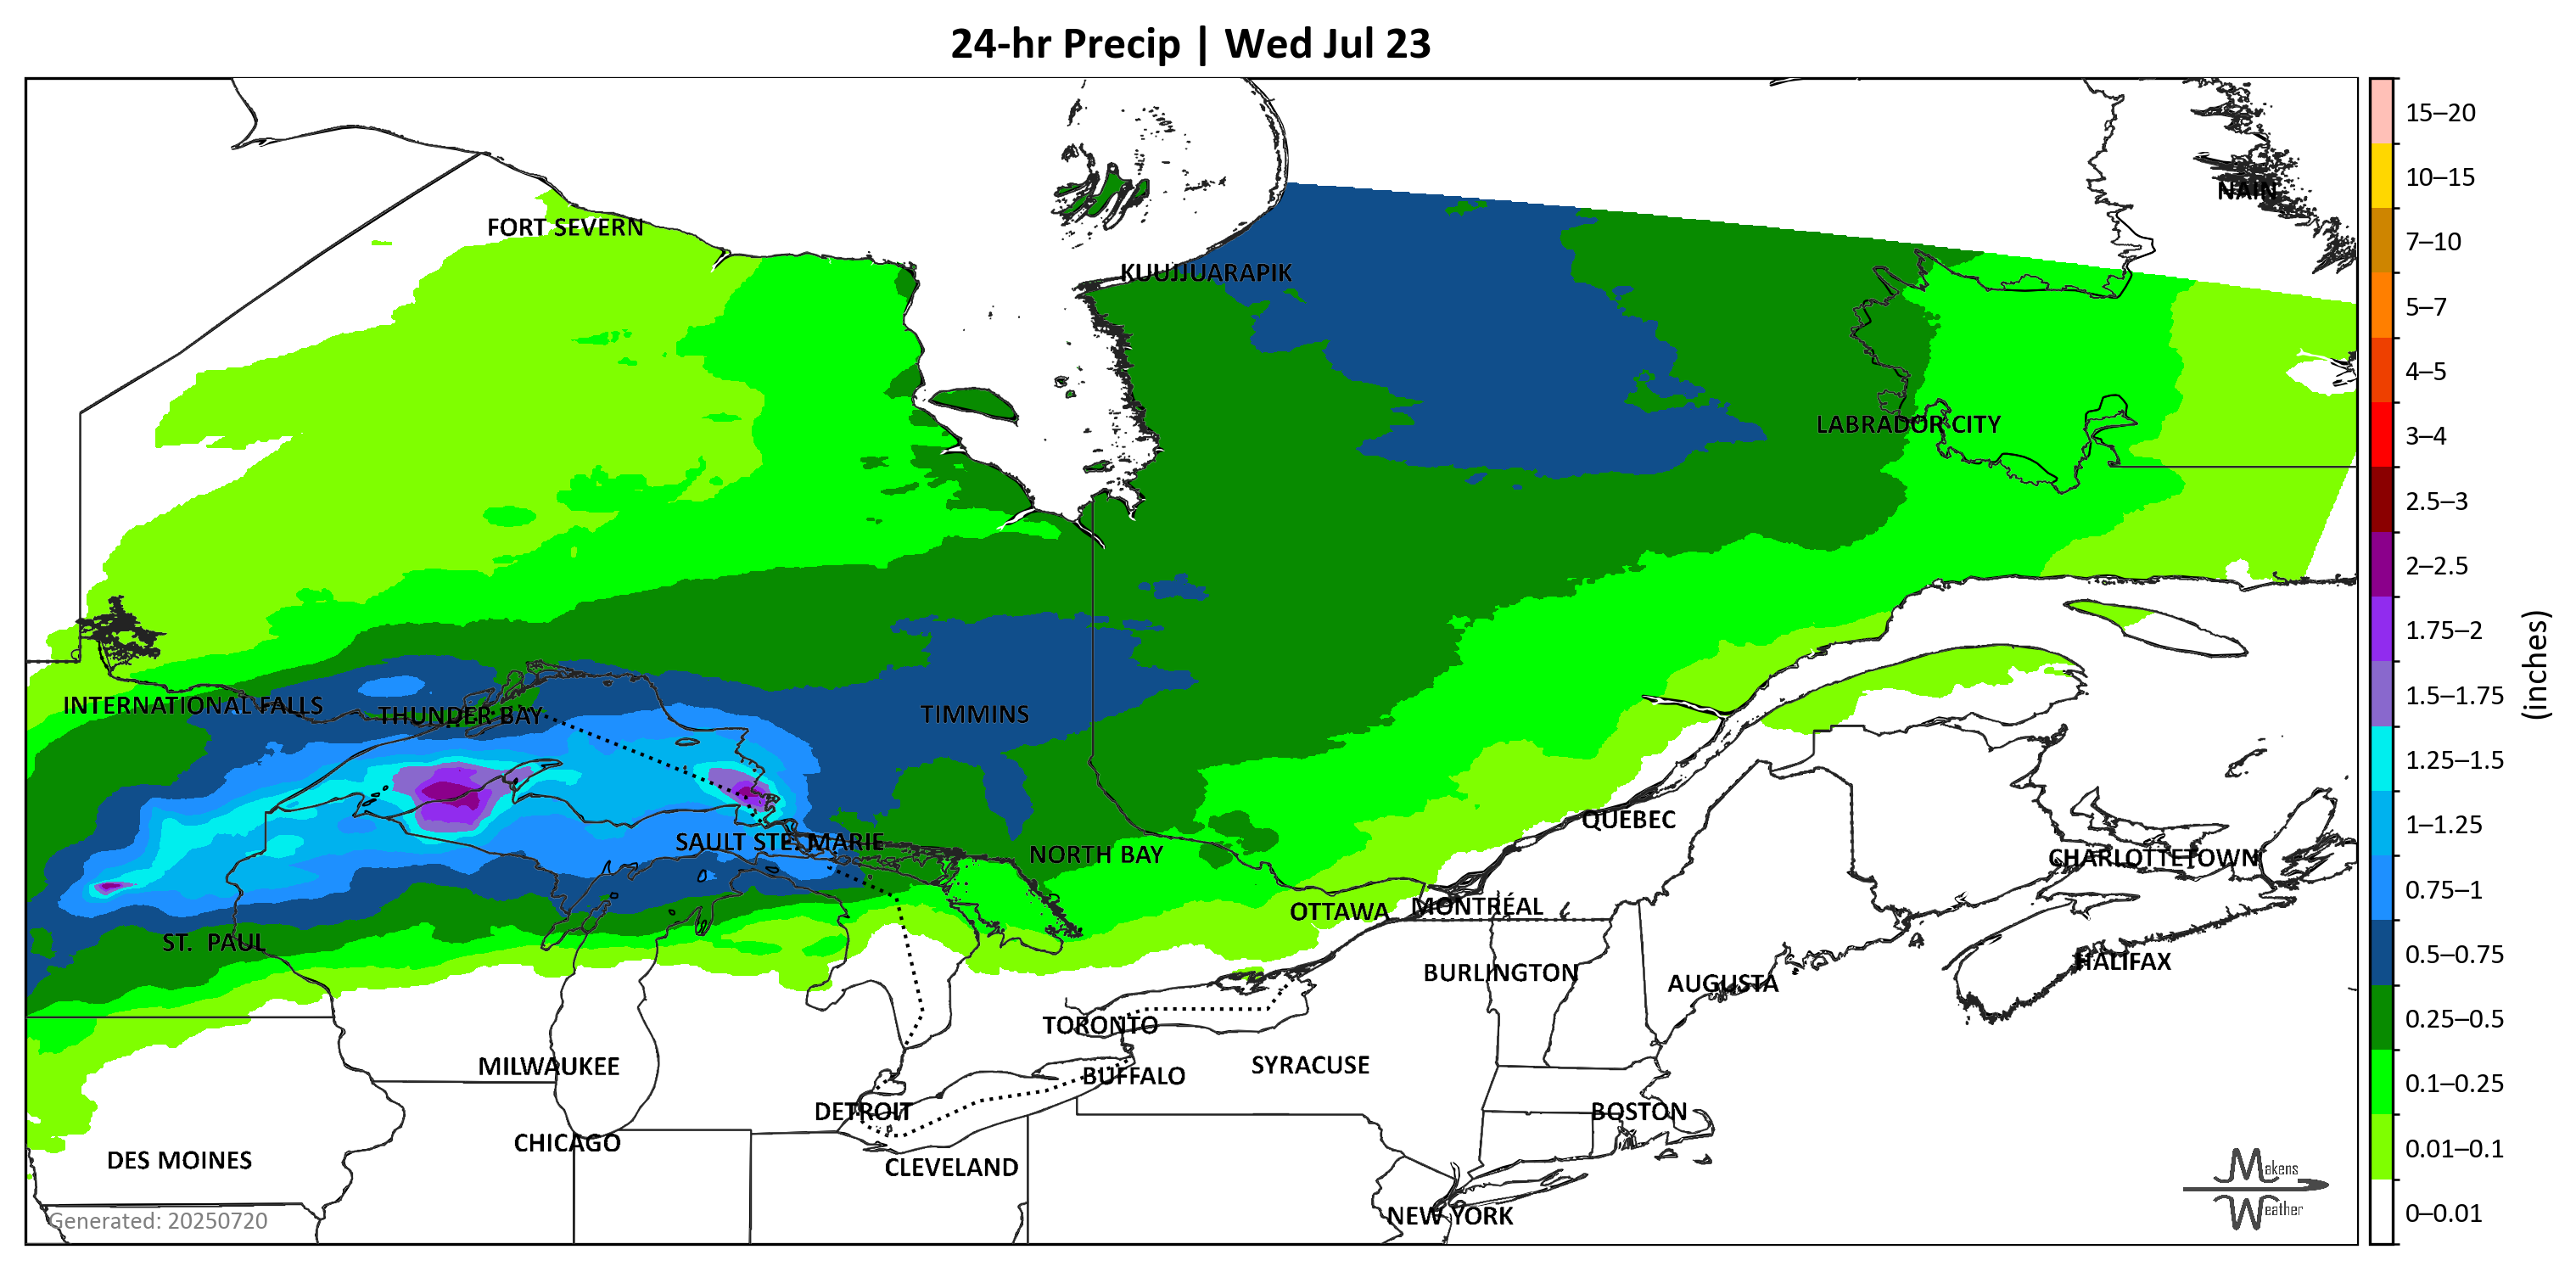 24-hr Precip | Wed Jul 23
NAIN
FORT SEVERN
KUUJJUARAPIK
LABRADOR CITY
INTERNATIONAL FALLS
THUNDER BAY
TIMMINS
QUEBEC
SAULT STE. MARIE
NORTH BAY
CHARLOTTETOWN
OTTAWA
MONTRÉAL
ST. PAUL
HALIFAX
BURLINGTON
AUGUSTA
TORONTO
MILWAUKEE
SYRACUSE
BUFFALO
DETROIT
BOSTON
CHICAGO
DES MOINES
CLEVELAND
NEW YORK
Generated: 20250720
Makens
Weather
15–20
10–15
7–10
5–7
4–5
3–4
2.5–3
2–2.5
1.75–2
1.5–1.75
1.25–1.5
1–1.25
0.75–1
0.5–0.75
0.25–0.5
0.1–0.25
0.01–0.1
0–0.01
(inches)